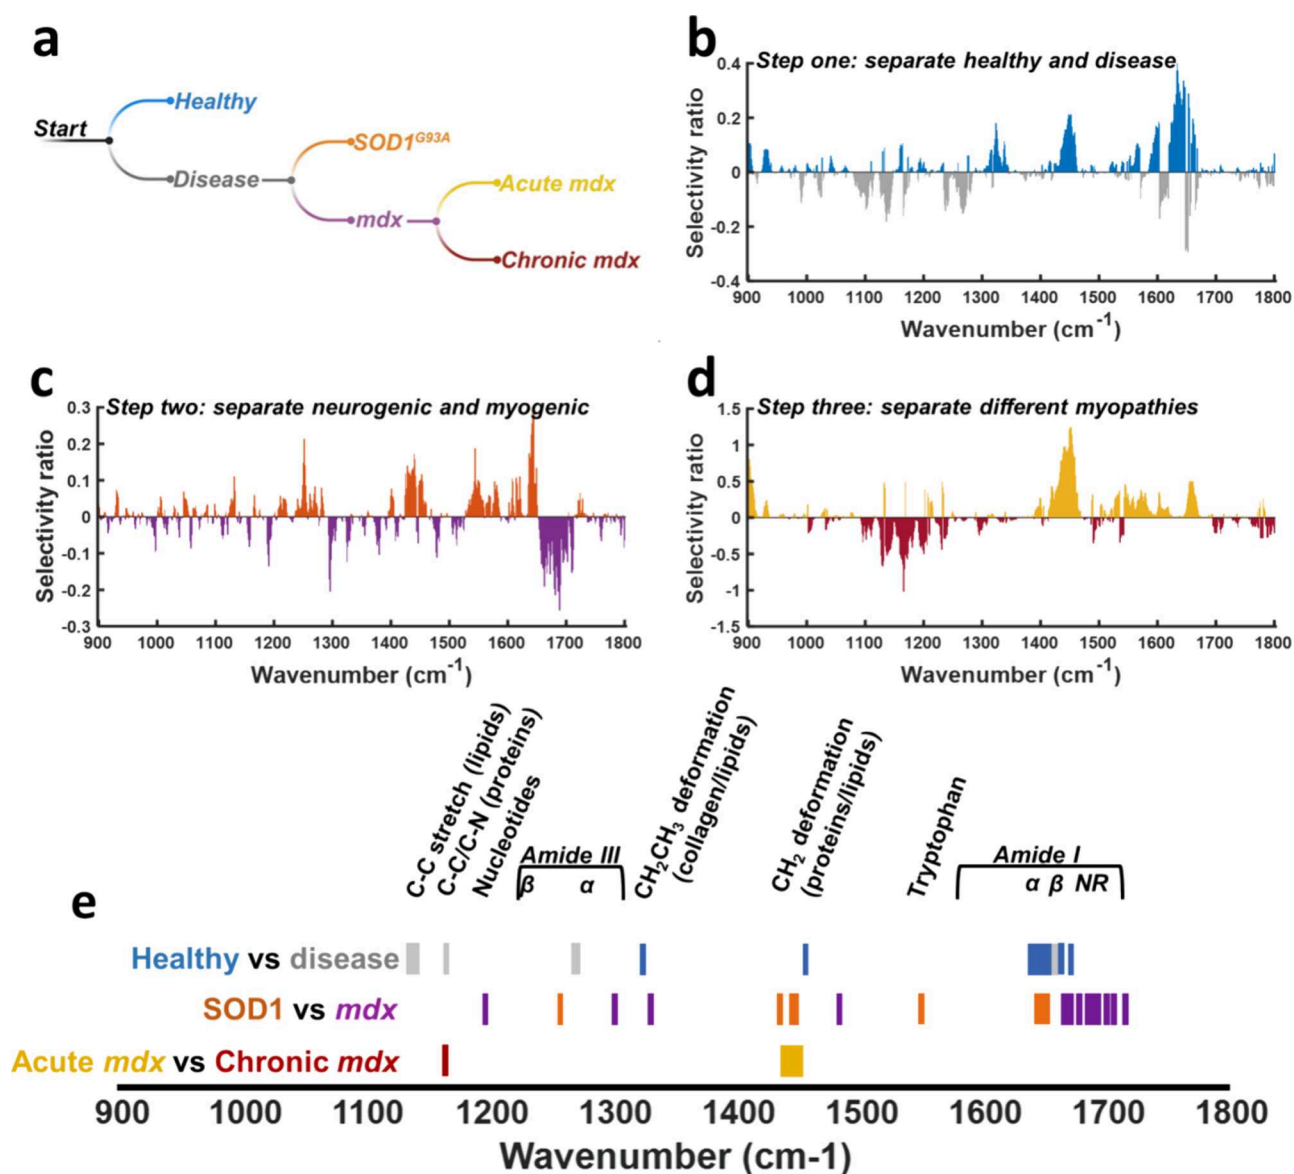 a
Start
Healthy
Disease
SOD1G93A
mdx
Acute mdx
Chronic mdx
b
Step one: separate healthy and disease
Selectivity ratio
0.4
0.2
0
-0.2
-0.4
900 1000 1100 1200 1300 1400 1500 1600 1700 1800
Wavenumber (cm-1)
c
Step two: separate neurogenic and myogenic
Selectivity ratio
0.3
0.2
0.1
0
-0.1
-0.2
-0.3
900 1000 1100 1200 1300 1400 1500 1600 1700 1800
Wavenumber (cm-1)
d
Step three: separate different myopathies
Selectivity ratio
1.5
1
0.5
0
-0.5
-1
-1.5
900 1000 1100 1200 1300 1400 1500 1600 1700 1800
Wavenumber (cm-1)
e
C-C stretch (lipids)
C-C/C-N (proteins)
Nucleotides
Amide III
β α
CH2CH3 deformation
(collagen/lipids)
CH2 deformation
(proteins/lipids)
Tryptophan
Amide I
α β NR
Healthy vs disease
SOD1 vs mdx
Acute mdx vs Chronic mdx
900 1000 1100 1200 1300 1400 1500 1600 1700 1800
Wavenumber (cm-1)